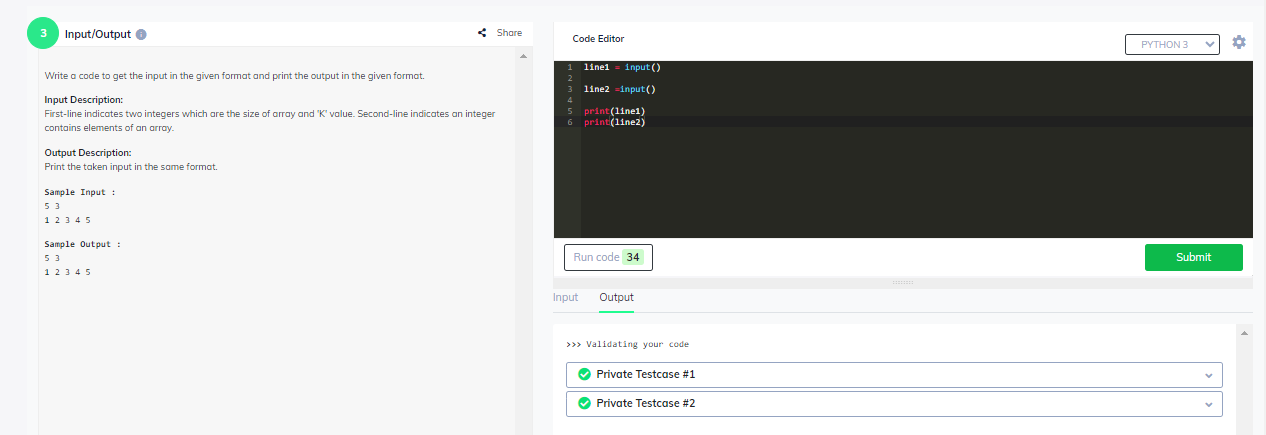 3
Input/Output
Share
Write a code to get the input in the given format and print the output in the given format.
Input Description:
First-line indicates two integers which are the size of array and 'K' value. Second-line indicates an integer
contains elements of an array.
Output Description:
Print the taken input in the same format.
Sample Input :
5 3
1 2 3 4 5
Sample Output :
5 3
1 2 3 4 5
Code Editor
PYTHON 3
1 line1 = input()
2
3 line2 =input()
4
5 print(line1)
6 print(line2)
Run code 34
Submit
Input Output
>>> Validating your code
Private Testcase #1
Private Testcase #2